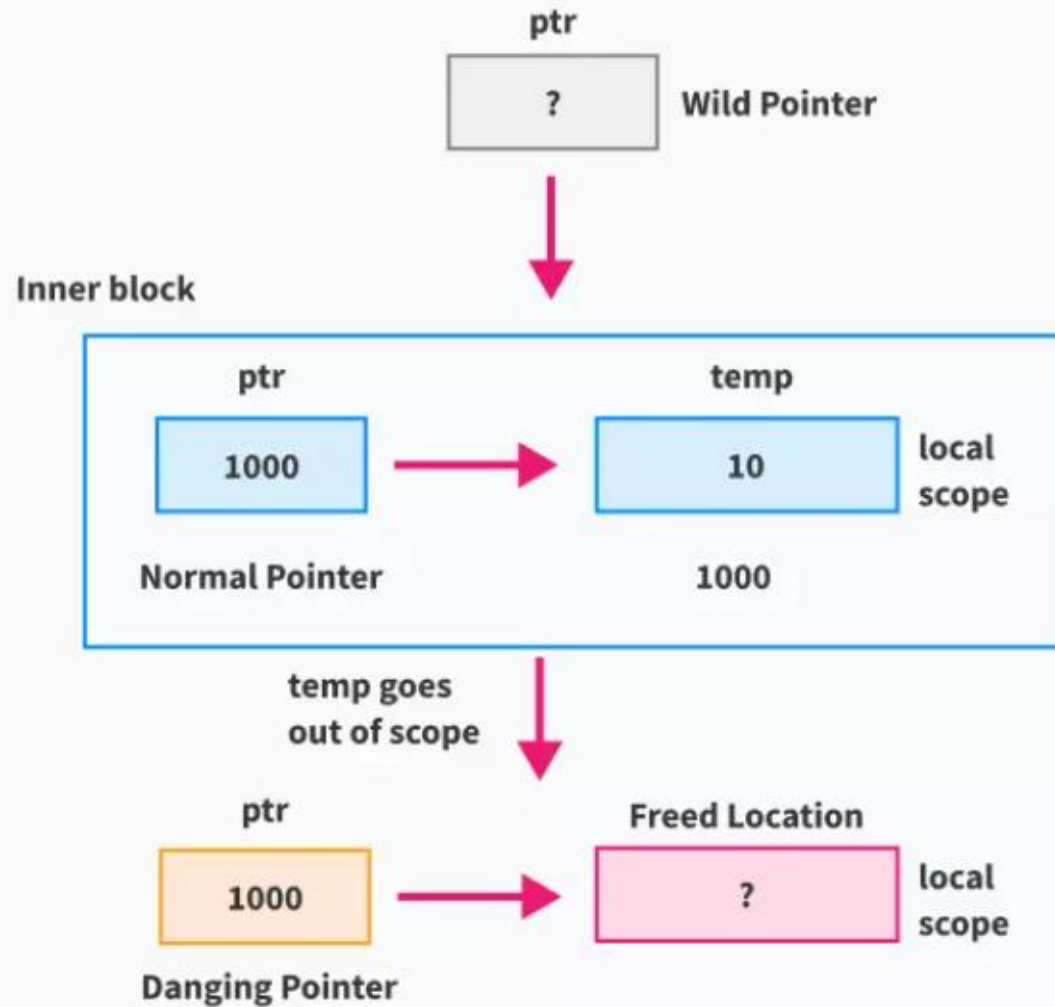 ptr
?
Wild Pointer
Inner block
ptr
temp
1000
10
local
scope
Normal Pointer
1000
temp goes
out of scope
ptr
Freed Location
1000
?
local
scope
Danging Pointer